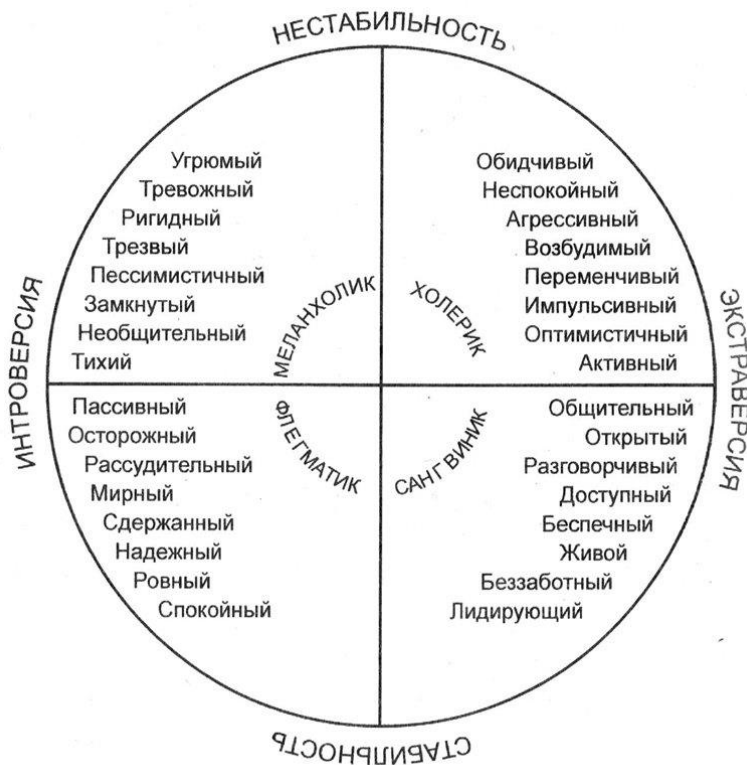 НЕСТАБИЛЬНОСТЬ
Угрюмый
Тревожный
Ригидный
Трезвый
Пессимистичный
Замкнутый
Необщительный
Тихий
МЕЛАНХОЛИК
Обидчивый
Неспокойный
Агрессивный
Возбудимый
Переменчивый
Импульсивный
Оптимистичный
Активный
ХОЛЕРИК
ИНТРОВЕРСИЯ
ЭКСТРАВЕРСИЯ
Пассивный
Осторожный
Рассудительный
Мирный
Сдержанный
Надежный
Ровный
Спокойный
ФЛЕГМАТИК
Общительный
Открытый
Разговорчивый
Доступный
Беспечный
Живой
Беззаботный
Лидирующий
САНГВИНИК
СТАБИЛЬНОСТЬ